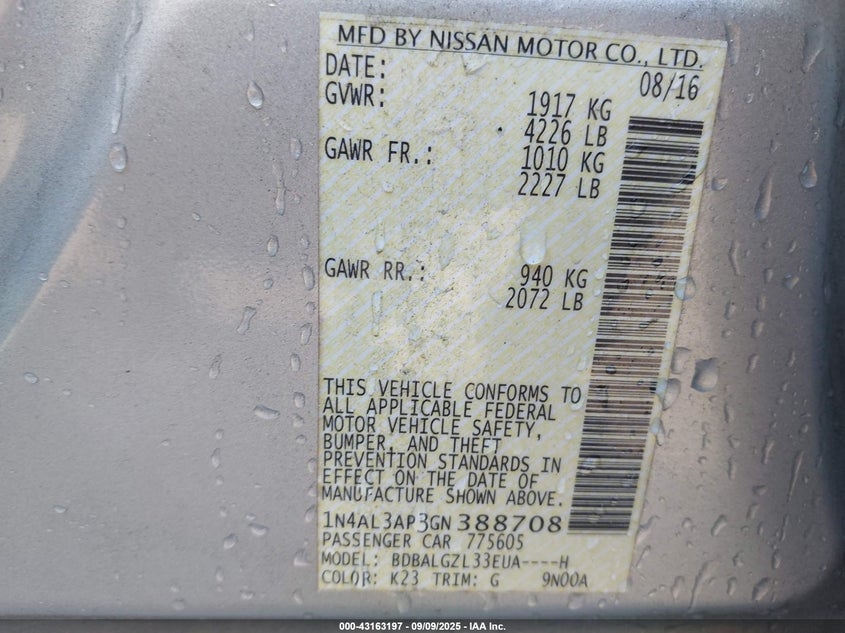 MFD BY NISSAN MOTOR CO., LTD.
DATE: 08/16
GVWR: 1917 KG
4226 LB
GAWR FR.: 1010 KG
2227 LB
GAWR RR.: 940 KG
2072 LB
THIS VEHICLE CONFORMS TO
ALL APPLICABLE FEDERAL
MOTOR VEHICLE SAFETY,
BUMPER, AND THEFT
PREVENTION STANDARDS IN
EFFECT ON THE DATE OF
MANUFACTURE SHOWN ABOVE.
1N4AL3AP3GN388708
PASSENGER CAR 775605
MODEL: BDBALGZL33EUA----H
COLOR: K23 TRIM: G 9N00A
000-43163197 - 09/09/2025 - IAA Inc.